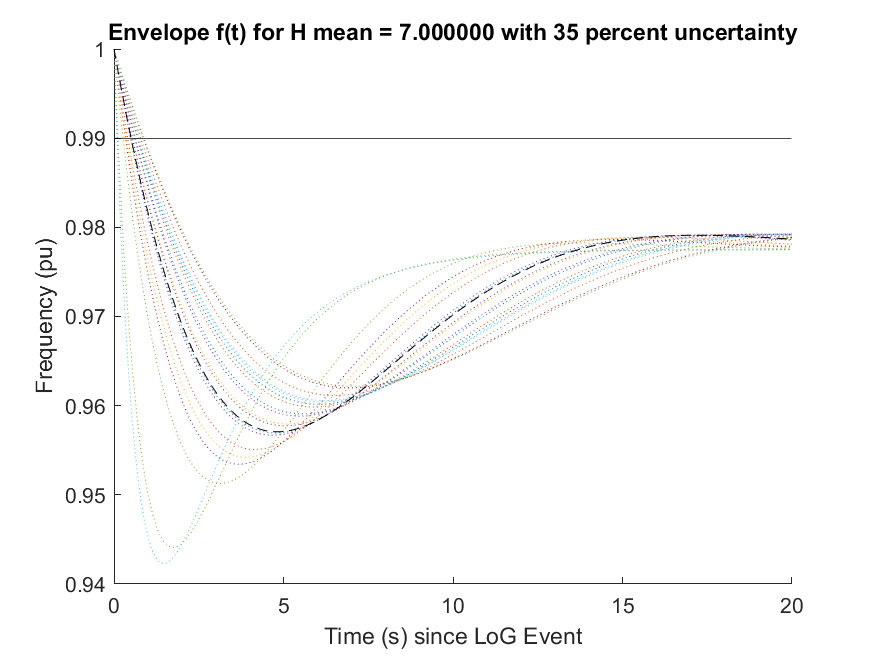 Envelope f(t) for H mean = 7.000000 with 35 percent uncertainty
1
0.99
0.98
0.97
0.96
0.95
0.94
Frequency (pu)
0 5 10 15 20
Time (s) since LoG Event